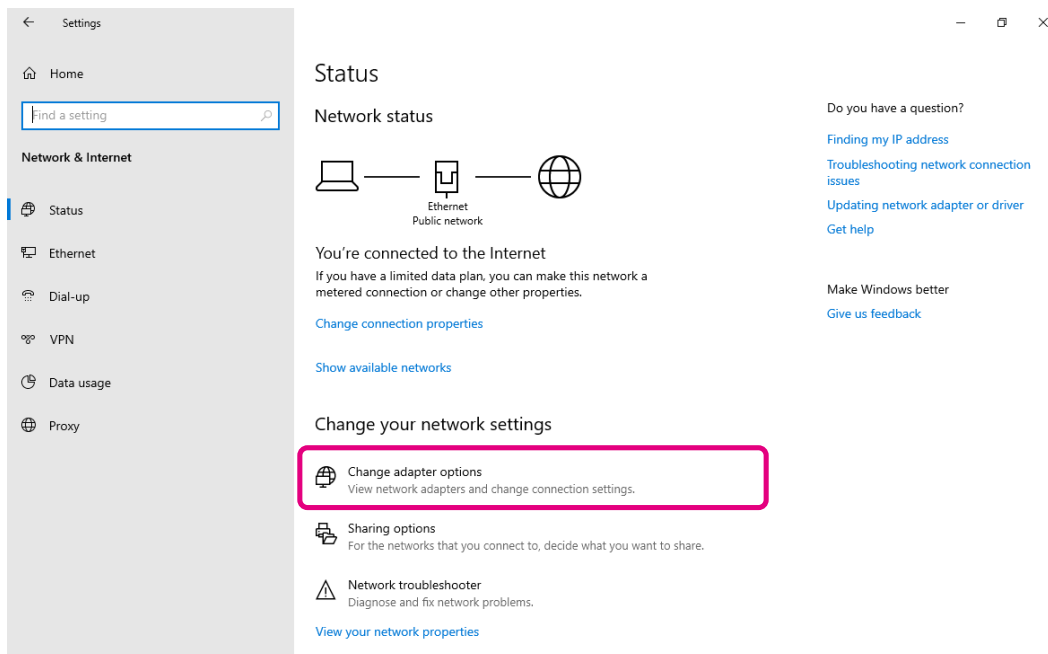 Settings
Home
Find a setting
Network & Internet
Status
Ethernet
Dial-up
VPN
Data usage
Proxy
Status
Network status
Ethernet
Public network
You're connected to the Internet
If you have a limited data plan, you can make this network a
metered connection or change other properties.
Change connection properties
Show available networks
Change your network settings
Change adapter options
View network adapters and change connection settings.
Sharing options
For the networks that you connect to, decide what you want to share.
Network troubleshooter
Diagnose and fix network problems.
View your network properties
Do you have a question?
Finding my IP address
Troubleshooting network connection
issues
Updating network adapter or driver
Get help
Make Windows better
Give us feedback